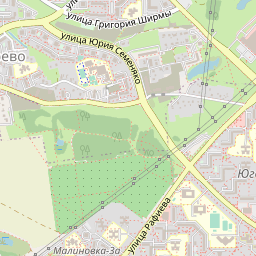 улица Григория Ширмы
улица Юрия Семеняко
ево
Юго
улица Рафиева
Малиновка-3а